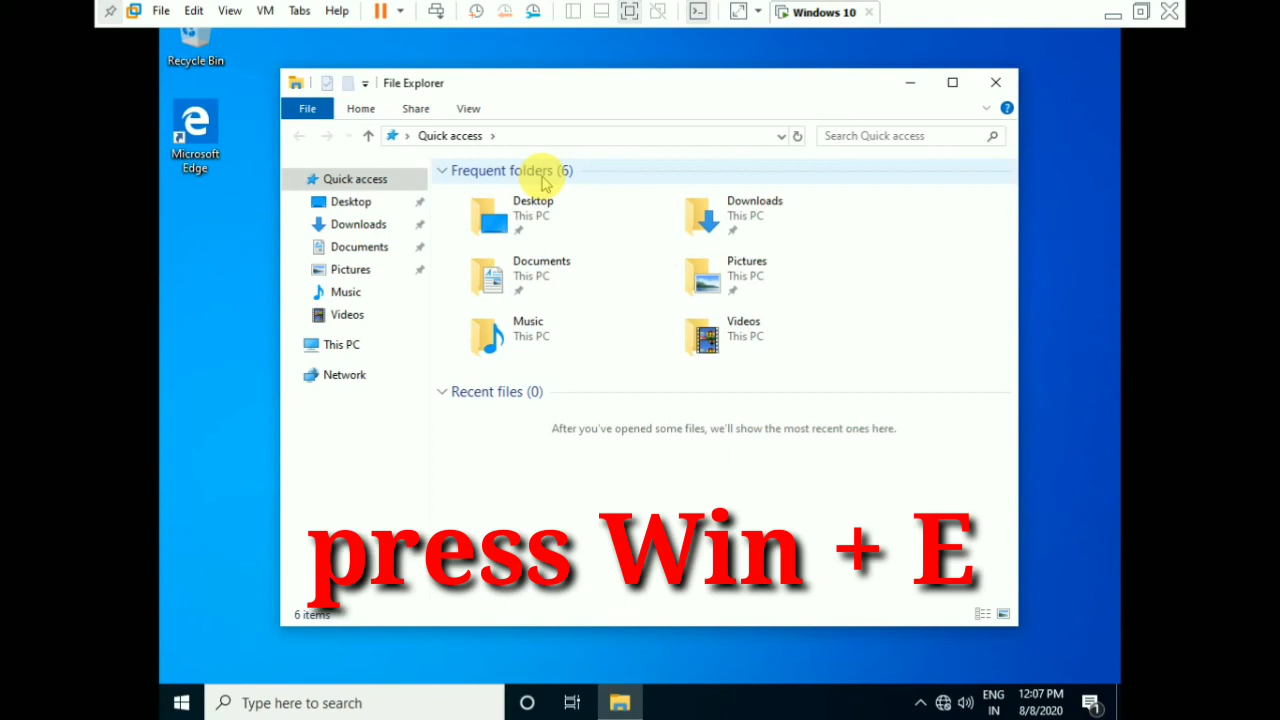 File Edit View VM Tabs Help Windows 10
Recycle Bin
Microsoft
Edge
File Explorer
File Home Share View
Quick access
Search Quick access
Quick access
Desktop
Downloads
Documents
Pictures
Music
Videos
This PC
Network
Frequent folders (6)
Desktop
This PC
Downloads
This PC
Documents
This PC
Pictures
This PC
Music
This PC
Videos
This PC
Recent files (0)
After you've opened some files, we'll show the most recent ones here.
press Win + E
6 items
Type here to search
ENG
IN
12:07 PM
8/8/2020
1